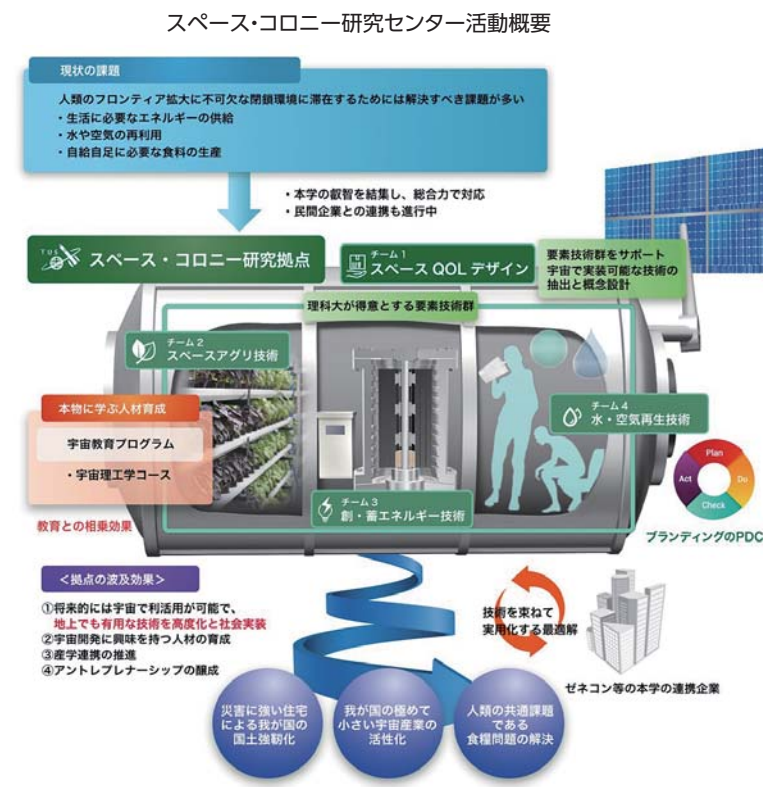 スペース・コロニー研究センター活動概要
現状の課題
人類のフロンティア拡大に不可欠な閉鎖環境に滞在するためには解決すべき課題が多い
・生活に必要なエネルギーの供給
・水や空気の再利用
・自給自足に必要な食料の生産
・本学の叡智を結集し、総合力で対応
・民間企業との連携も進行中
TUS
スペース・コロニー研究拠点
チーム1
スペース QOL デザイン
要素技術群をサポート
宇宙で実装可能な技術の
抽出と概念設計
理科大が得意とする要素技術群
チーム2
スペースアグリ技術
本物に学ぶ人材育成
宇宙教育プログラム
・宇宙理工学コース
教育との相乗効果
チーム4
水・空気再生技術
チーム3
創・蓄エネルギー技術
Plan
Do
Check
Act
ブランディングのPDC
<拠点の波及効果>
①将来的には宇宙で利活用が可能で、
地上でも有用な技術を高度化と社会実装
②宇宙開発に興味を持つ人材の育成
③産学連携の推進
④アントレプレナーシップの醸成
技術を束ねて
実用化する最適解
ゼネコン等の本学の連携企業
災害に強い住宅
による我が国の
国土強靭化
我が国の極めて
小さい宇宙産業の
活性化
人類の共通課題
である
食糧問題の解決